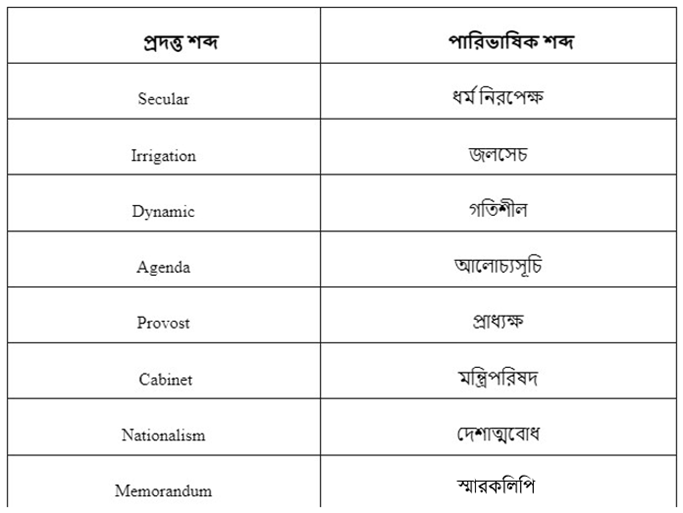 প্রদত্ত শব্দ পারিভাষিক শব্দ
Secular ধর্ম নিরপেক্ষ
Irrigation জলসেচ
Dynamic গতিশীল
Agenda আলোচ্যসূচি
Provost প্রাধ্যক্ষ
Cabinet মন্ত্রিপরিষদ
Nationalism দেশাত্মবোধ
Memorandum স্মারকলিপি